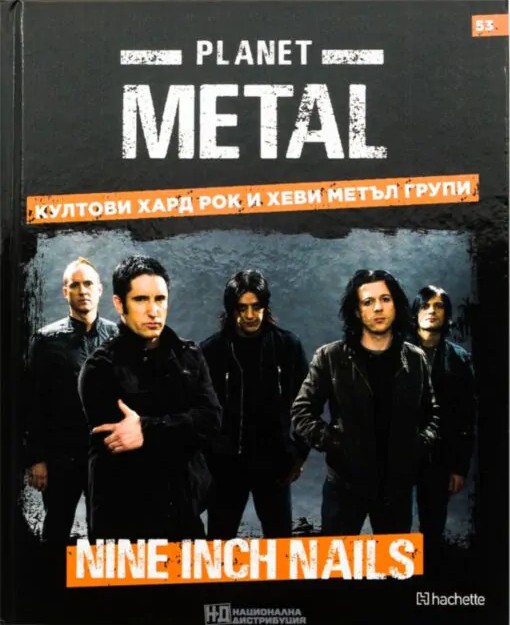 53
PLANET
METAL
КУЛТОВИ ХАРД РОК И ХЕВИ МЕТЪЛ ГРУПИ
NINE INCH NAILS
hachette
НД НАЦИОНАЛНА
ДИСТРИБУЦИЯ